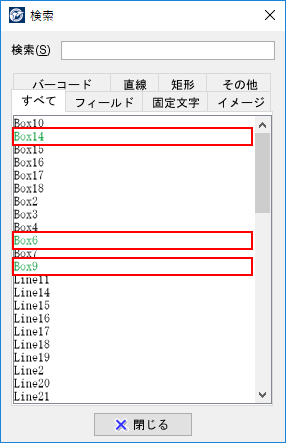 検索
検索(S)
バーコード 直線 矩形 その他
すべて フィールド 固定文字 イメージ
Box10
Box14
Box15
Box16
Box17
Box18
Box2
Box3
Box4
Box6
Box7
Box9
Line11
Line14
Line15
Line16
Line17
Line18
Line19
Line2
Line20
Line21
閉じる